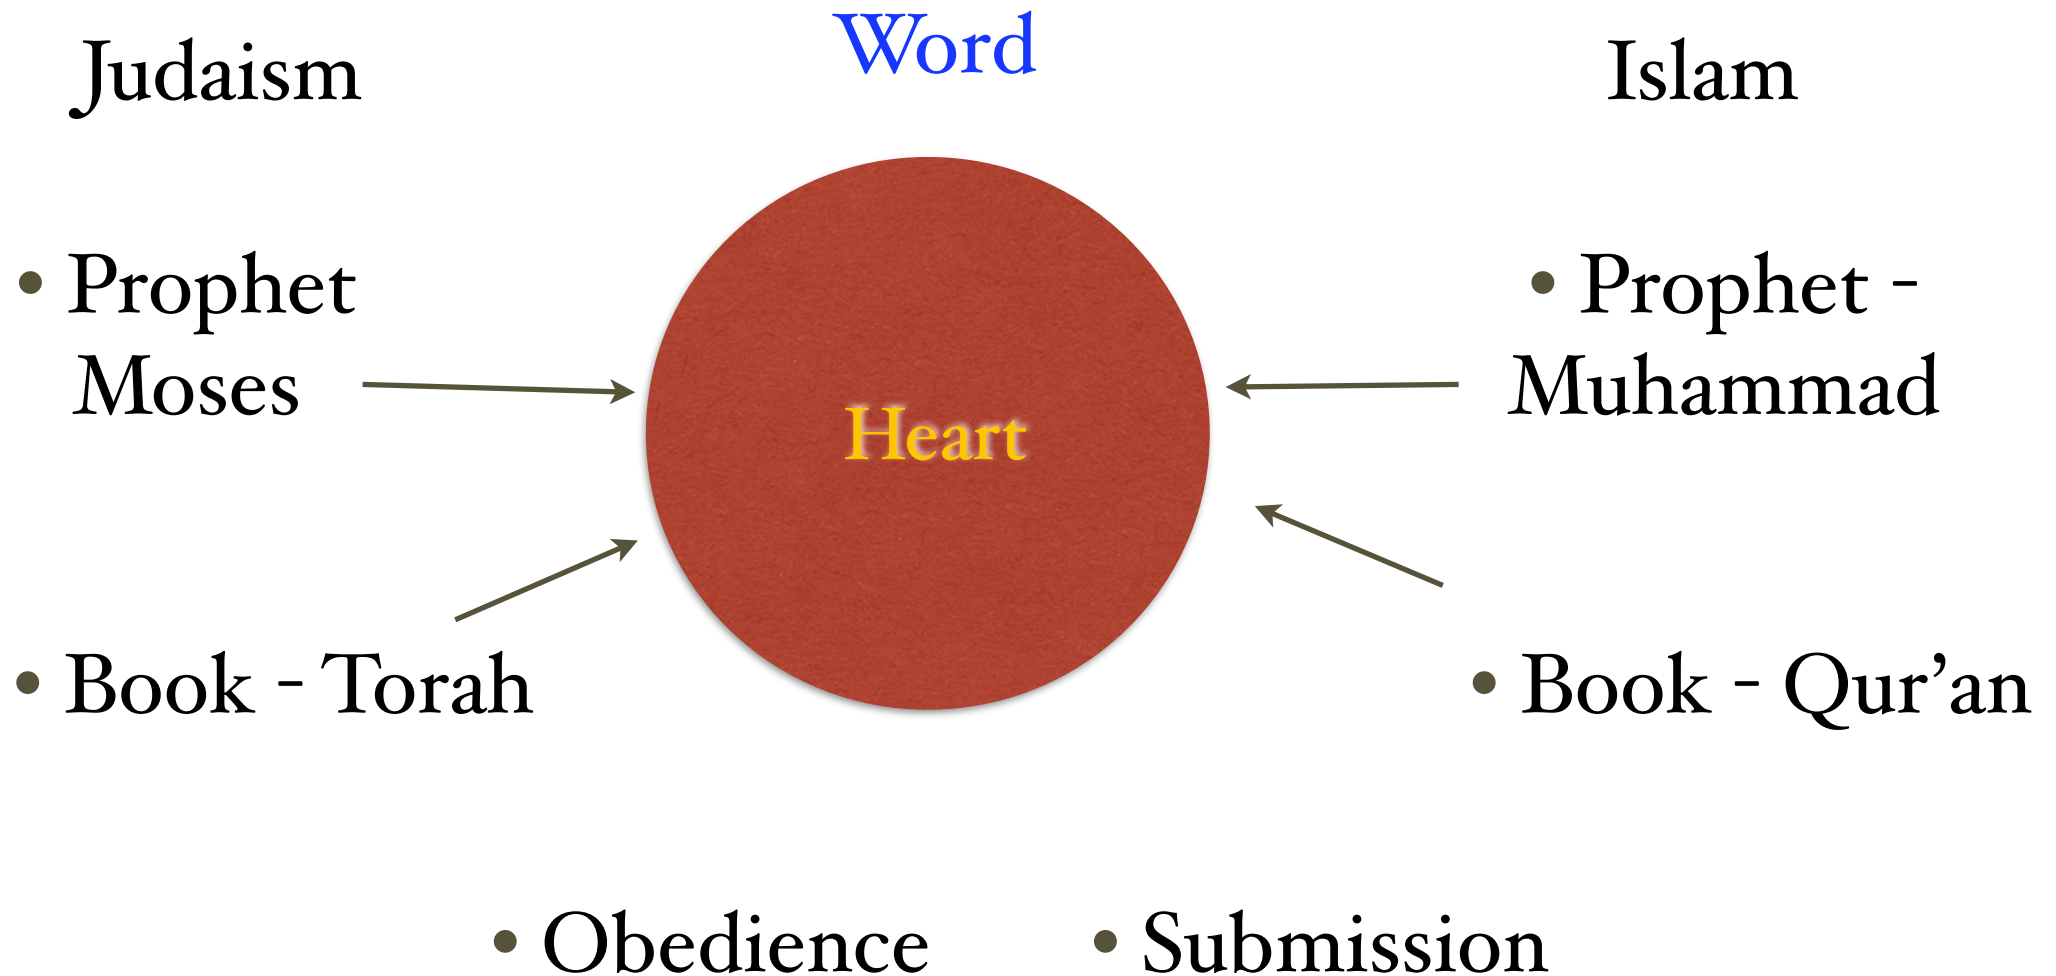 Judaism
Word
Islam
• Prophet
Moses
• Prophet -
Muhammad
Heart
• Book - Torah
• Book - Qur’an
• Obedience
• Submission